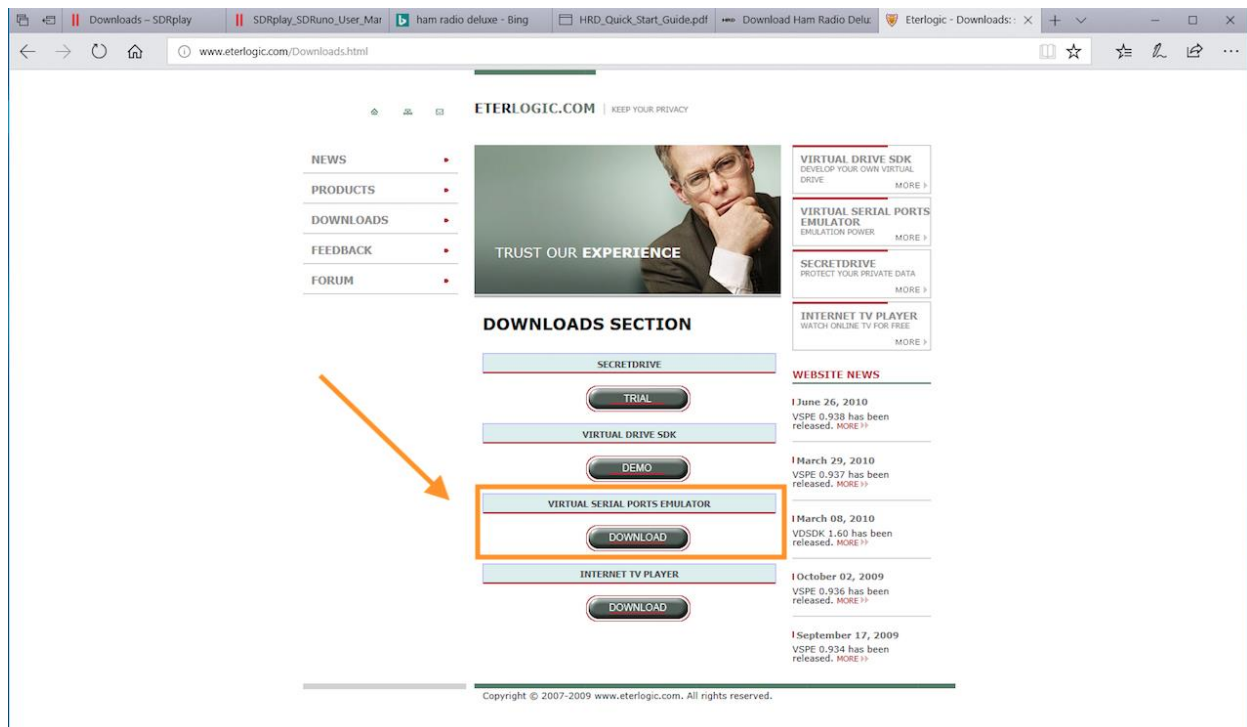 Downloads – SDRplay
SDRplay_SDRuno_User_Mar
ham radio deluxe - Bing
HRD_Quick_Start_Guide.pdf
Download Ham Radio Delu
Eterlogic - Downloads:
www.eterlogic.com/Downloads.html
ETERLOGIC.COM | KEEP YOUR PRIVACY
NEWS
PRODUCTS
DOWNLOADS
FEEDBACK
FORUM
TRUST OUR EXPERIENCE
DOWNLOADS SECTION
SECRETDRIVE
TRIAL
VIRTUAL DRIVE SDK
DEMO
VIRTUAL SERIAL PORTS EMULATOR
DOWNLOAD
INTERNET TV PLAYER
DOWNLOAD
VIRTUAL DRIVE SDK
DEVELOP YOUR OWN VIRTUAL
DRIVE
MORE
VIRTUAL SERIAL PORTS
EMULATOR
EMULATION POWER
MORE
SECRETDRIVE
PROTECT YOUR PRIVATE DATA
MORE
INTERNET TV PLAYER
WATCH ONLINE TV FOR FREE
MORE
WEBSITE NEWS
June 26, 2010
VSPE 0.938 has been
released. MORE >>
March 29, 2010
VSPE 0.937 has been
released. MORE >>
March 08, 2010
VDSDK 1.60 has been
released. MORE >>
October 02, 2009
VSPE 0.936 has been
released. MORE >>
September 17, 2009
VSPE 0.934 has been
released. MORE >>
Copyright © 2007-2009 www.eterlogic.com. All rights reserved.